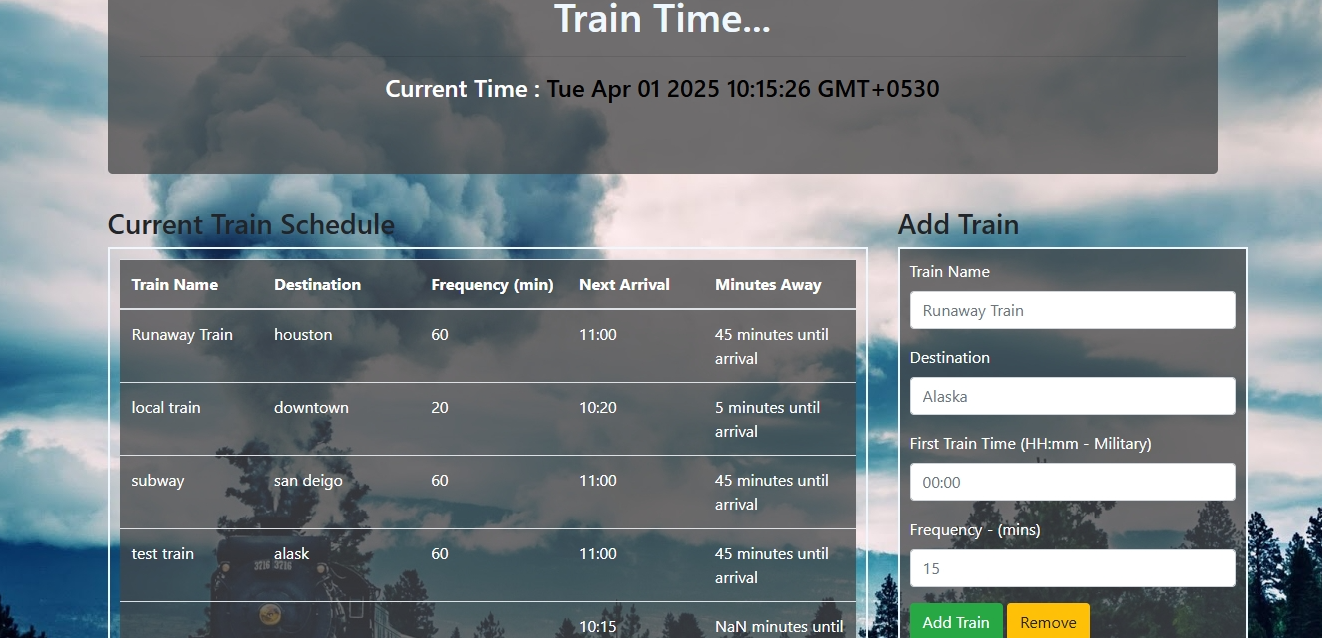 Train Time...
Current Time : Tue Apr 01 2025 10:15:26 GMT+0530
Current Train Schedule
Train Name Destination Frequency (min) Next Arrival Minutes Away
Runaway Train houston 60 11:00 45 minutes until
arrival
local train downtown 20 10:20 5 minutes until
arrival
subway san deigo 60 11:00 45 minutes until
arrival
test train alask 60 11:00 45 minutes until
arrival
10:15 NaN minutes until
3716 3716
Add Train
Train Name
Runaway Train
Destination
Alaska
First Train Time (HH:mm - Military)
00:00
Frequency - (mins)
15
Add Train Remove